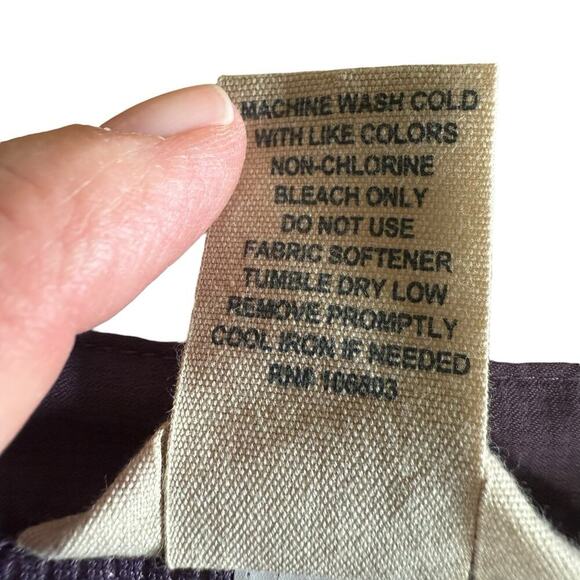 MACHINE WASH COLD
WITH LIKE COLORS
NON-CHLORINE
BLEACH ONLY
DO NOT USE
FABRIC SOFTENER
TUMBLE DRY LOW
REMOVE PROMPTLY
COOL IRON IF NEEDED
RN# 106803